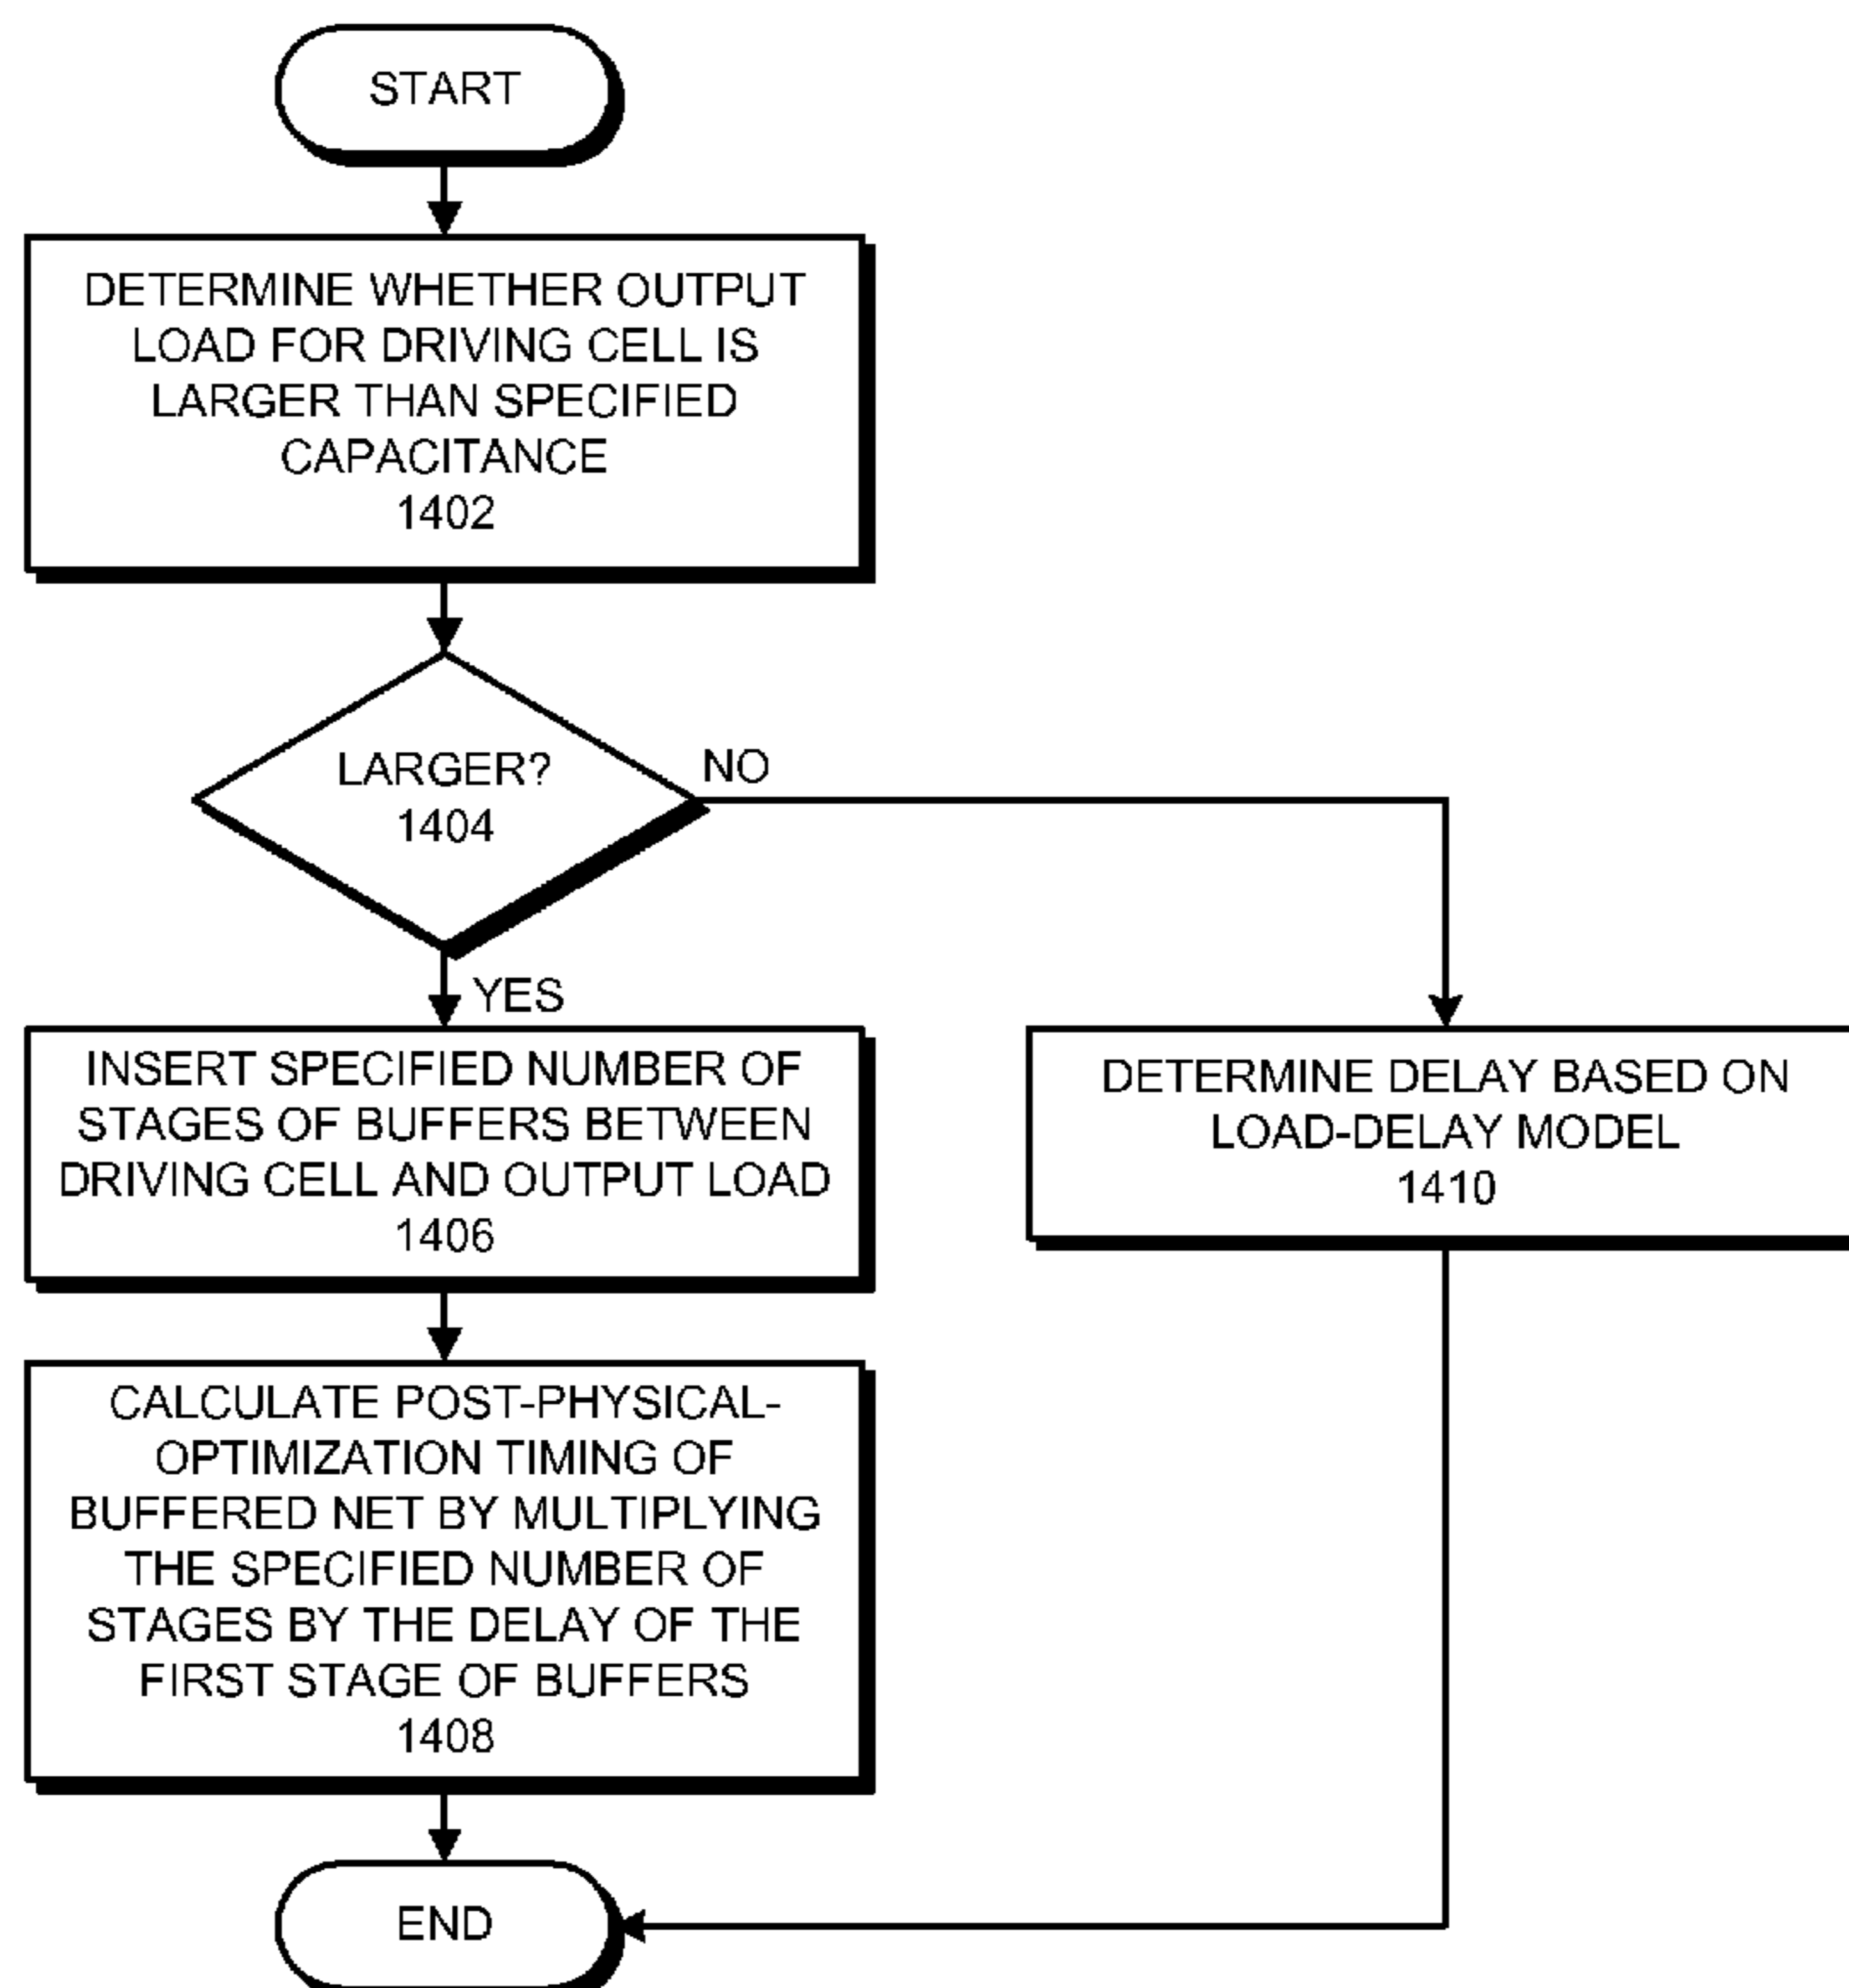 START
DETERMINE WHETHER OUTPUT
LOAD FOR DRIVING CELL IS
LARGER THAN SPECIFIED
CAPACITANCE
1402
LARGER?
1404
NO
YES
INSERT SPECIFIED NUMBER OF
STAGES OF BUFFERS BETWEEN
DRIVING CELL AND OUTPUT LOAD
1406
DETERMINE DELAY BASED ON
LOAD-DELAY MODEL
1410
CALCULATE POST-PHYSICAL-
OPTIMIZATION TIMING OF
BUFFERED NET BY MULTIPLYING
THE SPECIFIED NUMBER OF
STAGES BY THE DELAY OF THE
FIRST STAGE OF BUFFERS
1408
END